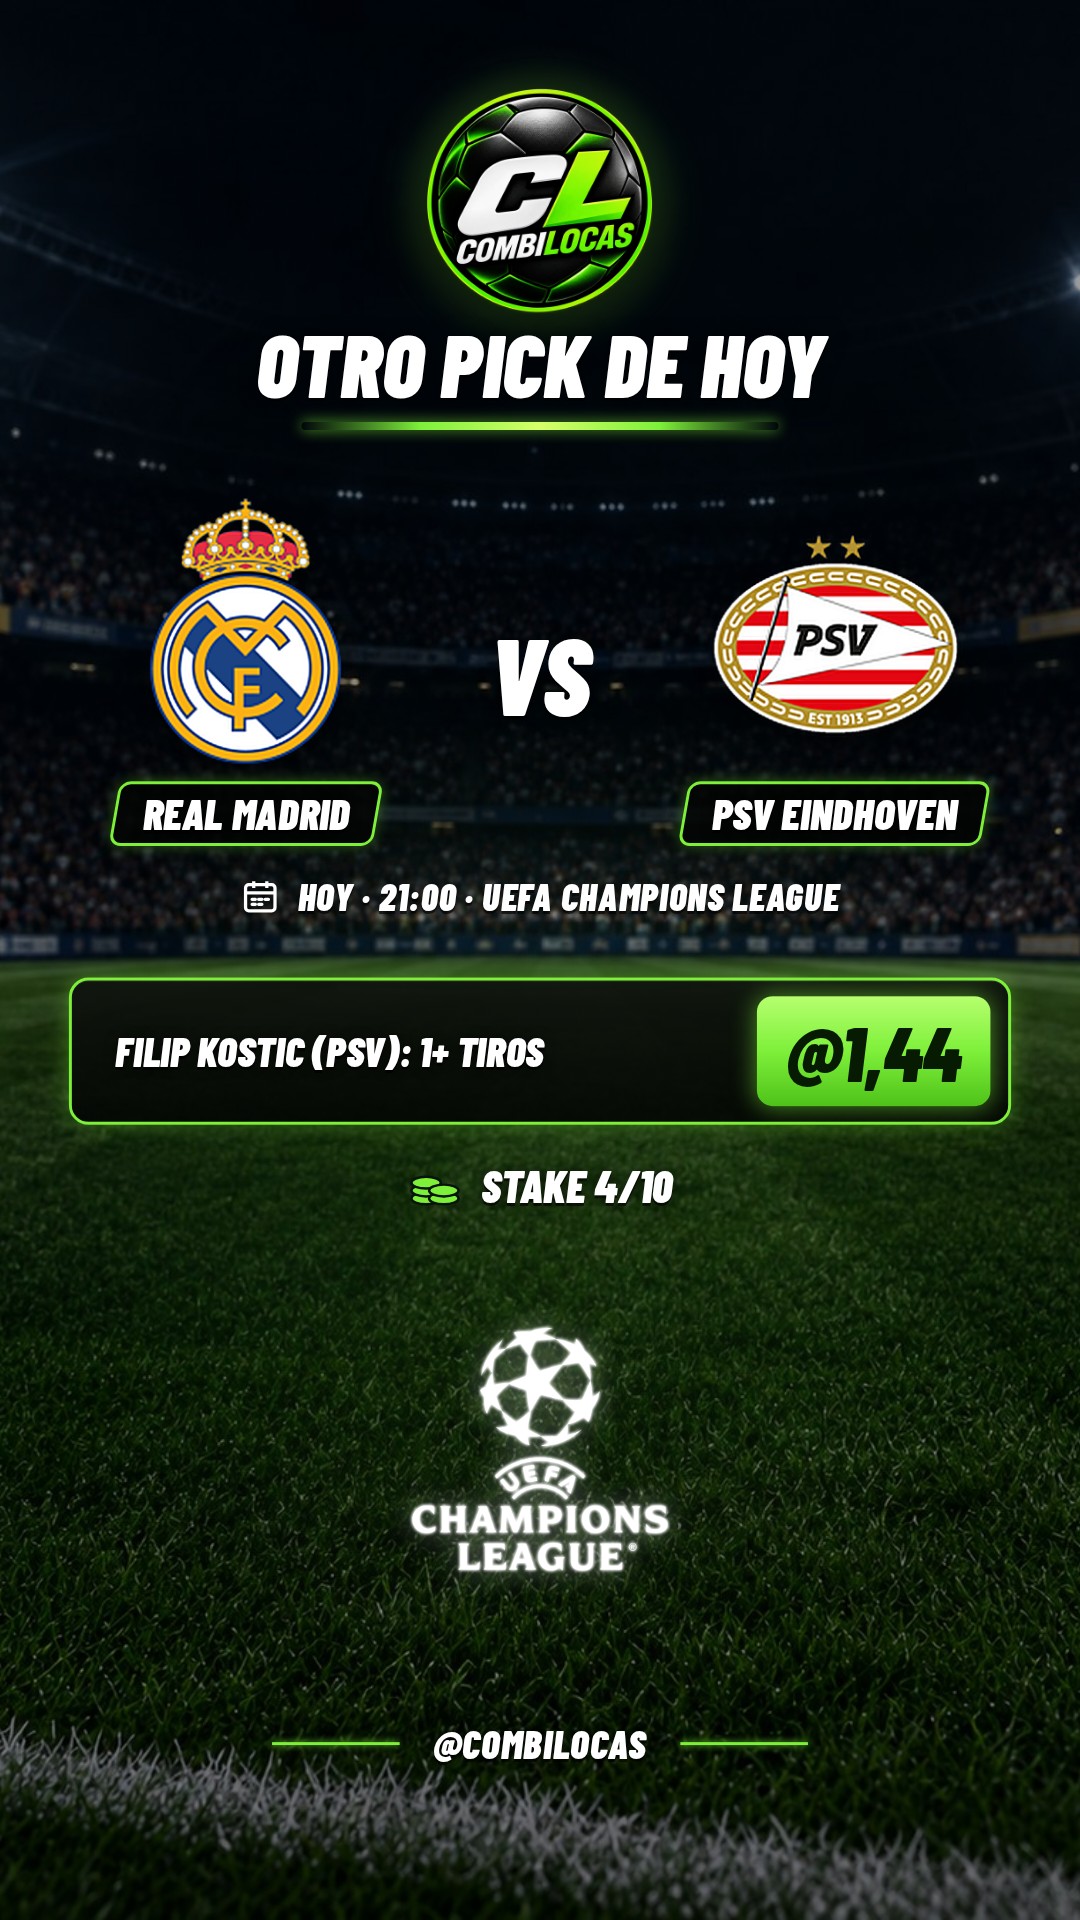 CL
COMBILOCAS
OTRO PICK DE HOY
VS
PSV
EST 1913
REAL MADRID
PSV EINDHOVEN
HOY · 21:00 · UEFA CHAMPIONS LEAGUE
FILIP KOSTIC (PSV): 1+ TIROS
@1,44
STAKE 4/10
UEFA
CHAMPIONS
LEAGUE®
@COMBILOCAS